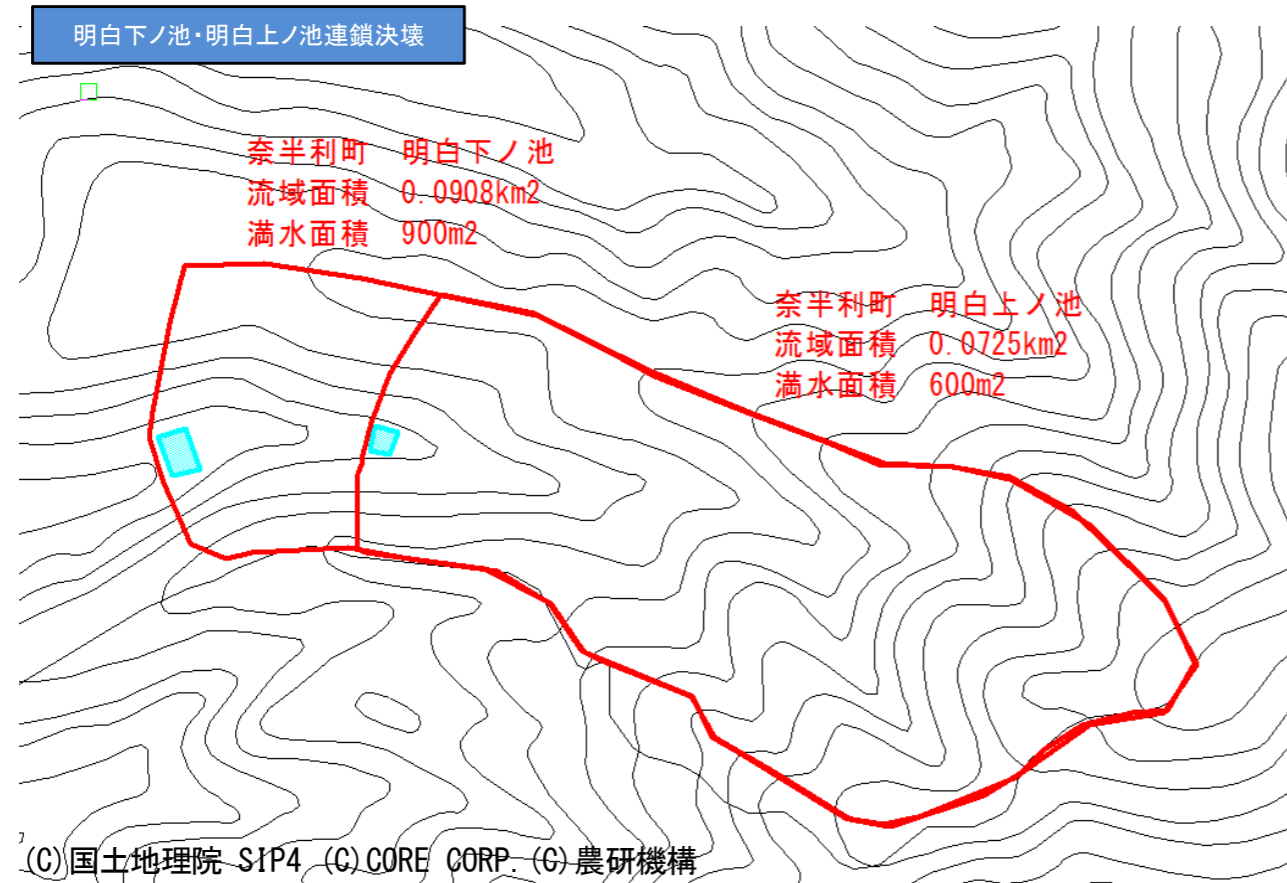 明白下ノ池・明白上ノ池連鎖決壊
奈半利町　明白下ノ池
流域面積　0.0908km2
満水面積　900m2
奈半利町　明白上ノ池
流域面積　0.0725km2
満水面積　600m2
(C)国土地理院 SIP4 (C)CORE CORP. (C)農研機構